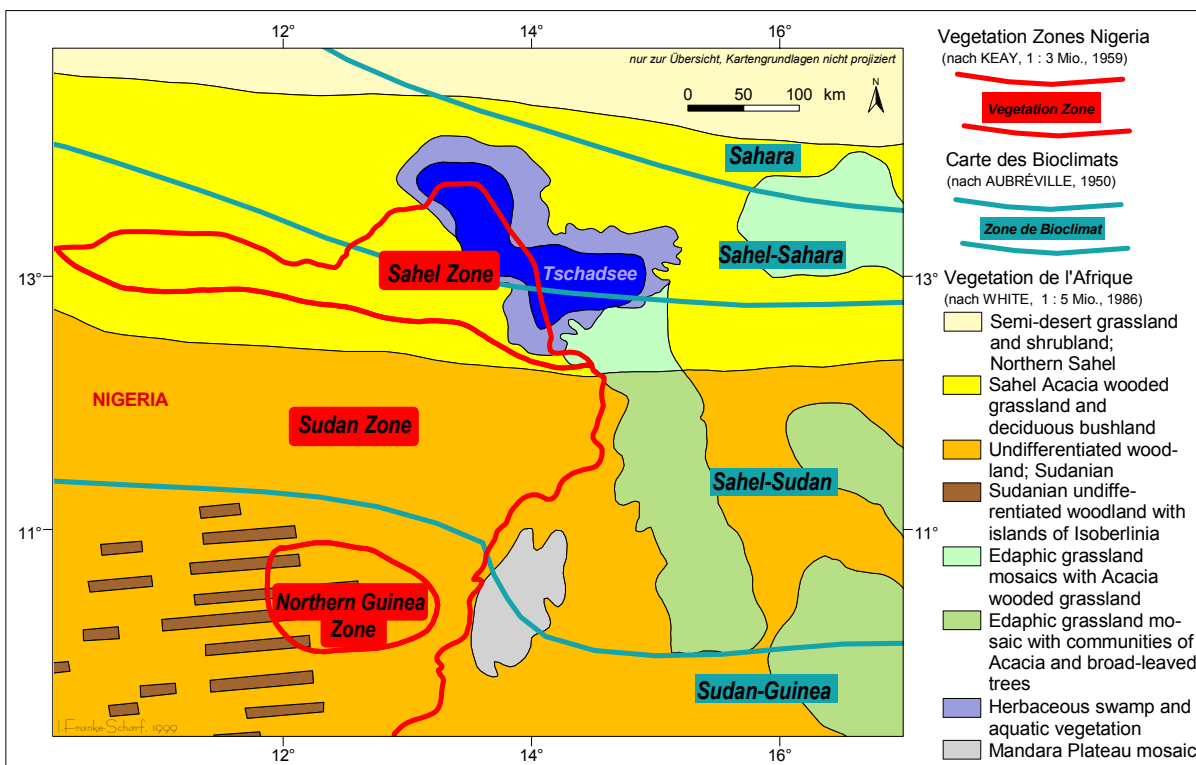 12°
14°
16°
nur zur Übersicht, Kartengrundlagen nicht projiziert
0 50 100 km
N
Sahara
Sahel-Sahara
13°
Sahel Zone
Tschadsee
13°
NIGERIA
Sudan Zone
Sahel-Sudan
11°
11°
Northern Guinea
Zone
Sudan-Guinea
I.Franke-Scharf, 1999
12°
14°
16°
Vegetation Zones Nigeria
(nach KEAY, 1 : 3 Mio., 1959)
Vegetation Zone
Carte des Bioclimats
(nach AUBRÉVILLE, 1950)
Zone de Bioclimat
Vegetation de l'Afrique
(nach WHITE, 1 : 5 Mio., 1986)
Semi-desert grassland
and shrubland;
Northern Sahel
Sahel Acacia wooded
grassland and
deciduous bushland
Undifferentiated wood-
land; Sudanian
Sudanian undiffe-
rentiated woodland with
islands of Isoberlinia
Edaphic grassland
mosaics with Acacia
wooded grassland
Edaphic grassland mo-
saic with communities of
Acacia and broad-leaved
trees
Herbaceous swamp and
aquatic vegetation
Mandara Plateau mosaic